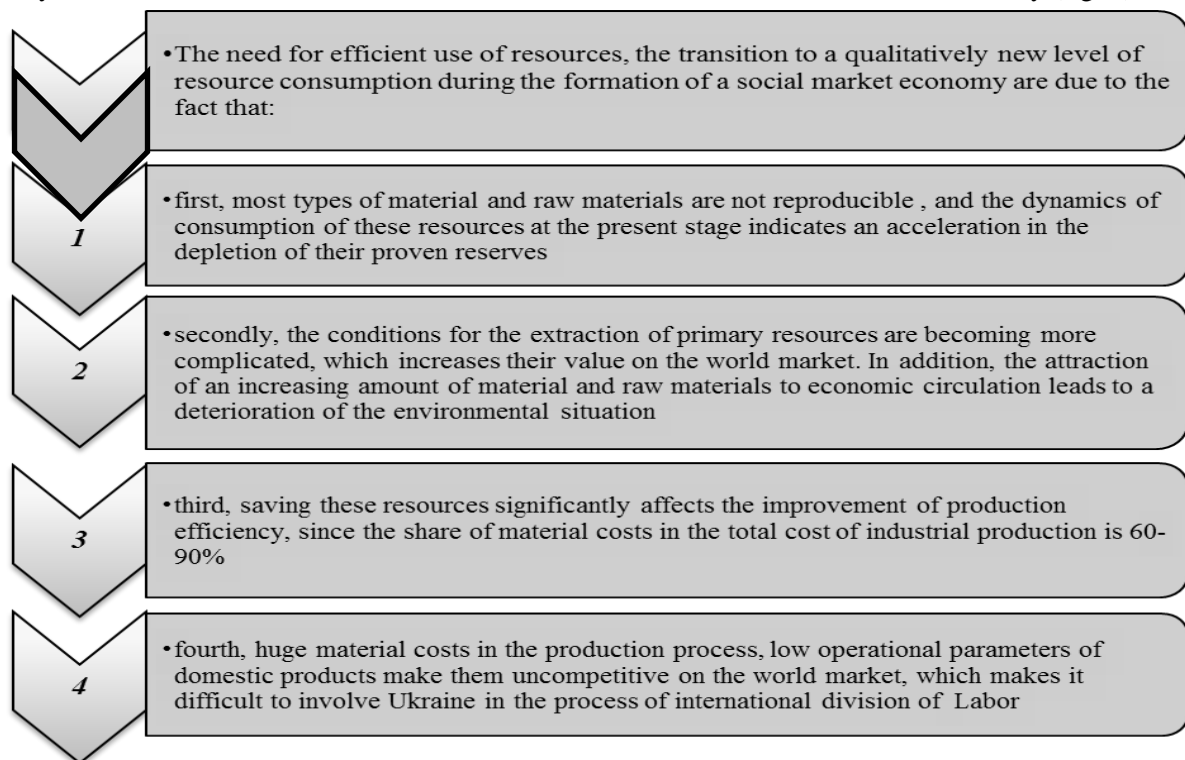 •The need for efficient use of resources, the transition to a qualitatively new level of
resource consumption during the formation of a social market economy are due to the
fact that:
1
•first, most types of material and raw materials are not reproducible , and the dynamics of
consumption of these resources at the present stage indicates an acceleration in the
depletion of their proven reserves
2
•secondly, the conditions for the extraction of primary resources are becoming more
complicated, which increases their value on the world market. In addition, the attraction
of an increasing amount of material and raw materials to economic circulation leads to a
deterioration of the environmental situation
3
•third, saving these resources significantly affects the improvement of production
efficiency, since the share of material costs in the total cost of industrial production is 60-
90%
4
•fourth, huge material costs in the production process, low operational parameters of
domestic products make them uncompetitive on the world market, which makes it
difficult to involve Ukraine in the process of international division of Labor